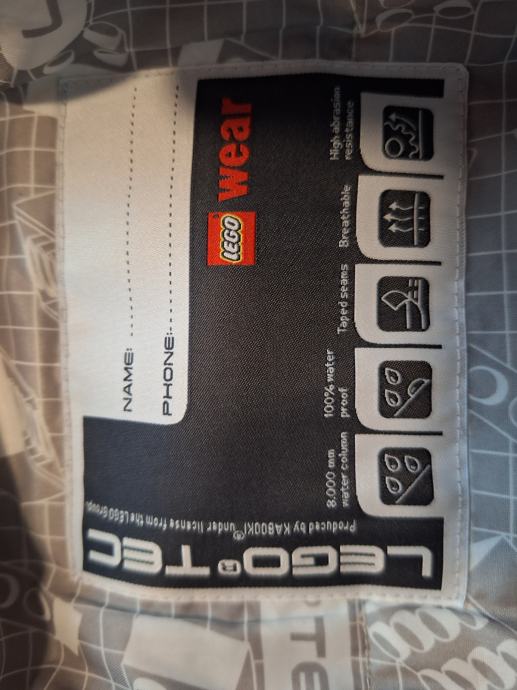 NAME:
PHONE:
LEGO wear
8.000 mm
water column
100% water
proof
Taped seams
Breathable
High abrasion
resistance
LEGO® TEC
Produced by KABOOKI® under license from the LEGO Group.